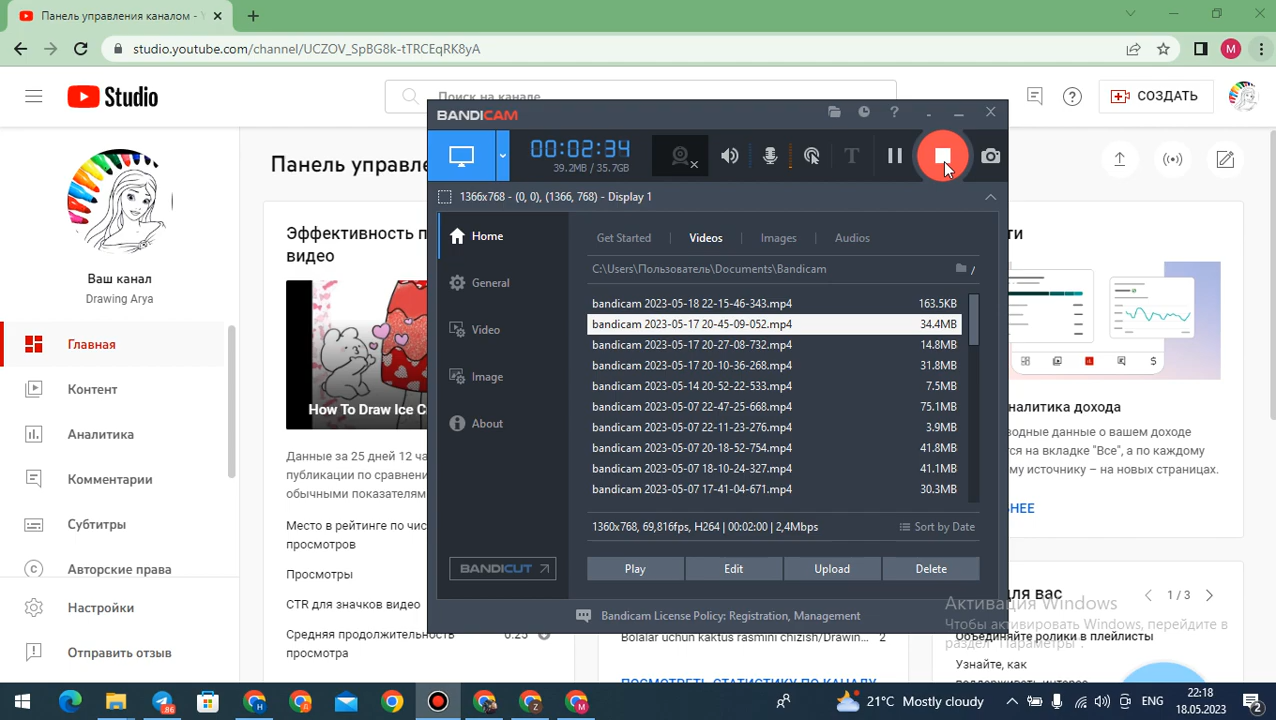 Панель управления каналом - Yo
studio.youtube.com/channel/UCZOV_SpBG8k-tTRCEqRK8yA
M
Studio
Поиск на канале
СОЗДАТЬ
Панель управле
Ваш канал
Drawing Arya
Главная
Контент
Аналитика
Комментарии
Субтитры
Авторские права
Настройки
Отправить отзыв
Эффективность п
видео
How To Draw Ice C
Данные за 25 дней 12 ча
публикации по сравнени
обычными показателям
Место в рейтинге по чис
просмотров
Просмотры
CTR для значков видео
Средняя продолжительность
просмотра
BANDICAM
00:02:34
39.2MB / 35.7GB
1366x768 - (0, 0), (1366, 768) - Display 1
Home
General
Video
Image
About
BANDICUT
Get Started
Videos
Images
Audios
C:\Users\Пользователь\Documents\Bandicam
bandicam 2023-05-18 22-15-46-343.mp4 163.5KB
bandicam 2023-05-17 20-45-09-052.mp4 34.4MB
bandicam 2023-05-17 20-27-08-732.mp4 14.8MB
bandicam 2023-05-17 20-10-36-268.mp4 31.8MB
bandicam 2023-05-14 20-52-22-533.mp4 7.5MB
bandicam 2023-05-07 22-47-25-668.mp4 75.1MB
bandicam 2023-05-07 22-11-23-276.mp4 3.9MB
bandicam 2023-05-07 20-18-52-754.mp4 41.8MB
bandicam 2023-05-07 18-10-24-327.mp4 41.1MB
bandicam 2023-05-07 17-41-04-671.mp4 30.3MB
1360x768, 69,816fps, H264 | 00:02:00 | 2,4Mbps
Sort by Date
Play
Edit
Upload
Delete
Bandicam License Policy: Registration, Management
Bolalar uchun kaktus rasmini chizish/Drawin... 2
ПОСМОТРЕТЬ СТАТИСТИКУ ПО КАНАЛУ
ти
налитика дохода
водные данные о вашем доходе
тся на вкладке "Все", а по каждому
му источнику – на новых страницах.
НЕЕ
для вас
1 / 3
Объединяйте ролики в плейлисты
Узнайте, как
Активация Windows
Чтобы активировать Windows, перейдите в
раздел "Параметры".
86
21°C Mostly cloudy
ENG
22:18
18.05.2023
2